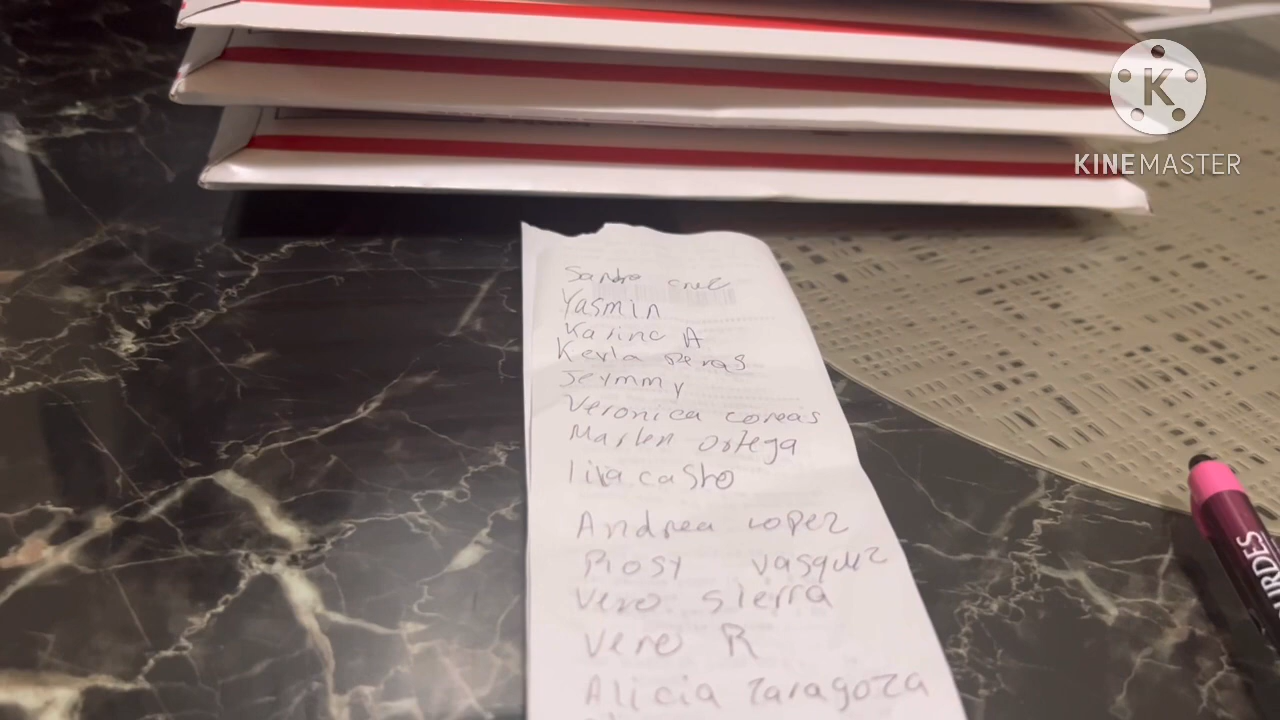 KINEMASTER
Sandra cruz
Yasmin
Karina A
Kerla Peras
Jeymmy
Veronica coreas
Marlen ortega
lila castro
Andrea Lopez
Rosy vasquez
Vero sierra
Vero R
Alicia zaragoza